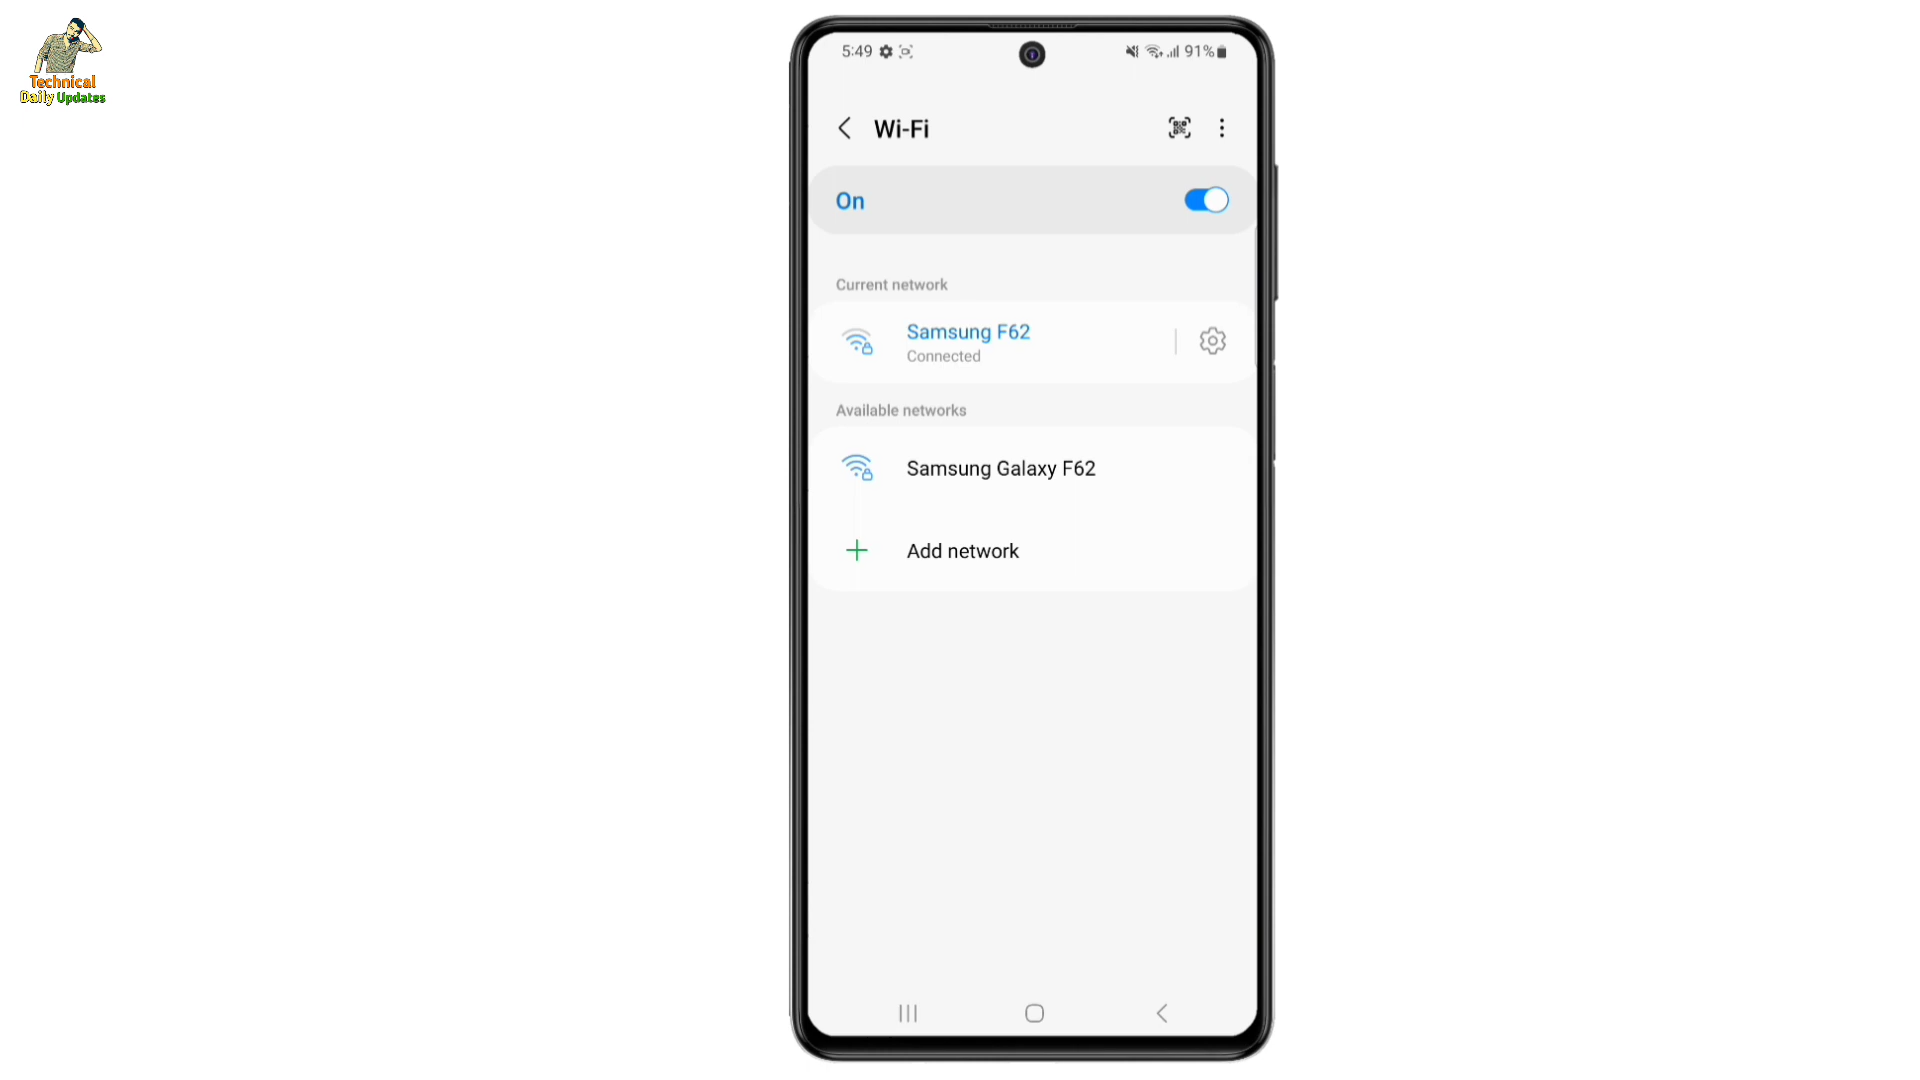 Technical
Daily Updates
5:49
91%
Wi-Fi
On
Current network
Samsung F62
Connected
Available networks
Samsung Galaxy F62
Add network